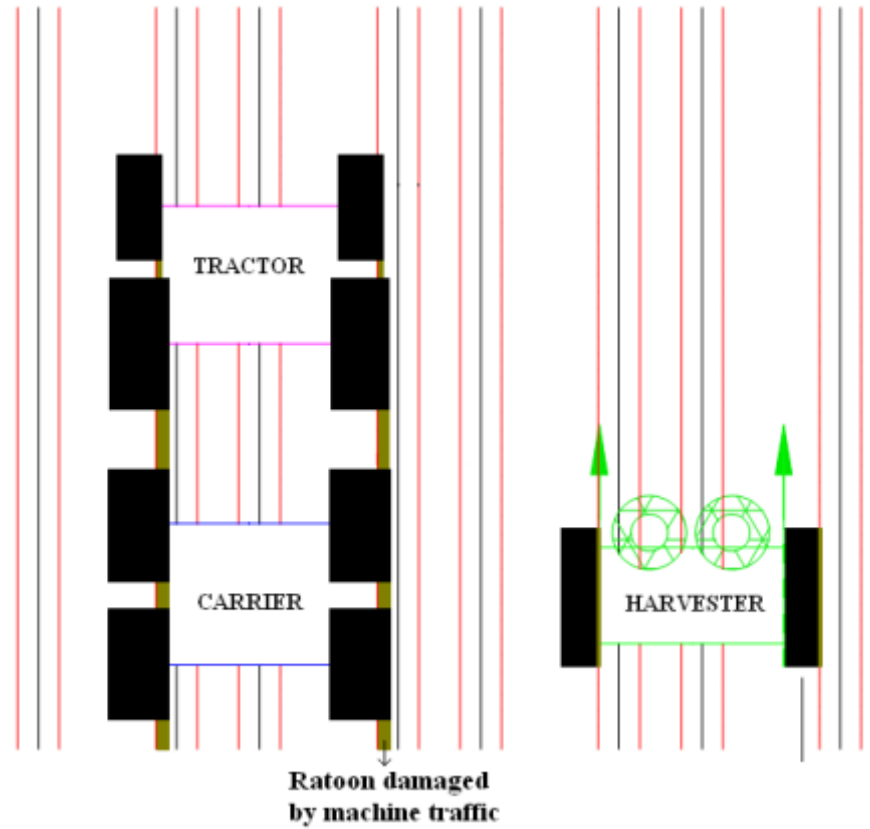 TRACTOR
CARRIER
HARVESTER
Ratoon damaged
by machine traffic